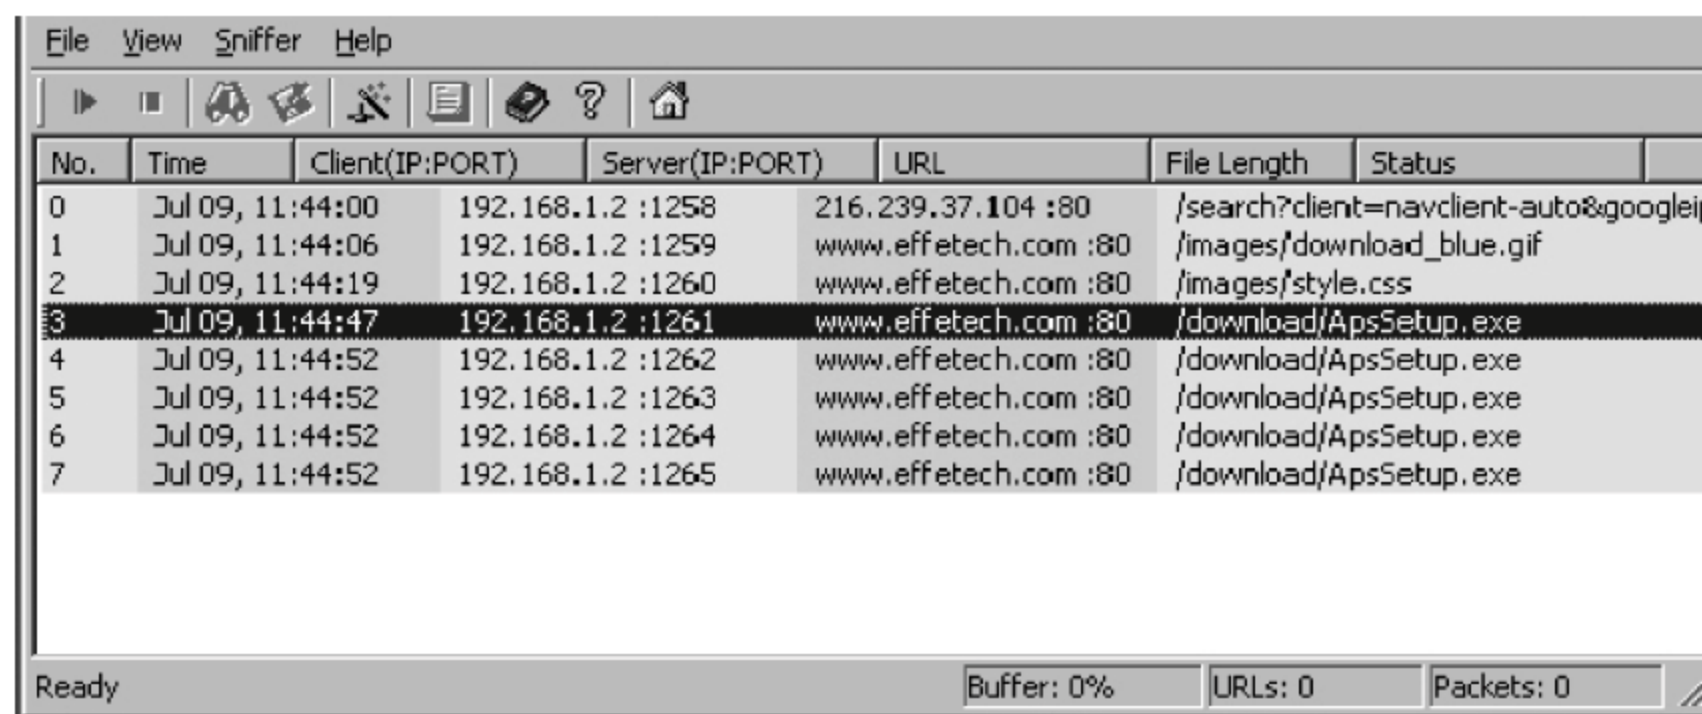 File View Sniffer Help
No. Time Client(IP:PORT) Server(IP:PORT) URL File Length Status
0 Jul 09, 11:44:00 192.168.1.2 :1258 216.239.37.104 :80 /search?client=navclient-auto&googleip
1 Jul 09, 11:44:06 192.168.1.2 :1259 www.effetech.com :80 /images/download_blue.gif
2 Jul 09, 11:44:19 192.168.1.2 :1260 www.effetech.com :80 /images/style.css
3 Jul 09, 11:44:47 192.168.1.2 :1261 www.effetech.com :80 /download/ApsSetup.exe
4 Jul 09, 11:44:52 192.168.1.2 :1262 www.effetech.com :80 /download/ApsSetup.exe
5 Jul 09, 11:44:52 192.168.1.2 :1263 www.effetech.com :80 /download/ApsSetup.exe
6 Jul 09, 11:44:52 192.168.1.2 :1264 www.effetech.com :80 /download/ApsSetup.exe
7 Jul 09, 11:44:52 192.168.1.2 :1265 www.effetech.com :80 /download/ApsSetup.exe
Ready Buffer: 0% URLs: 0 Packets: 0